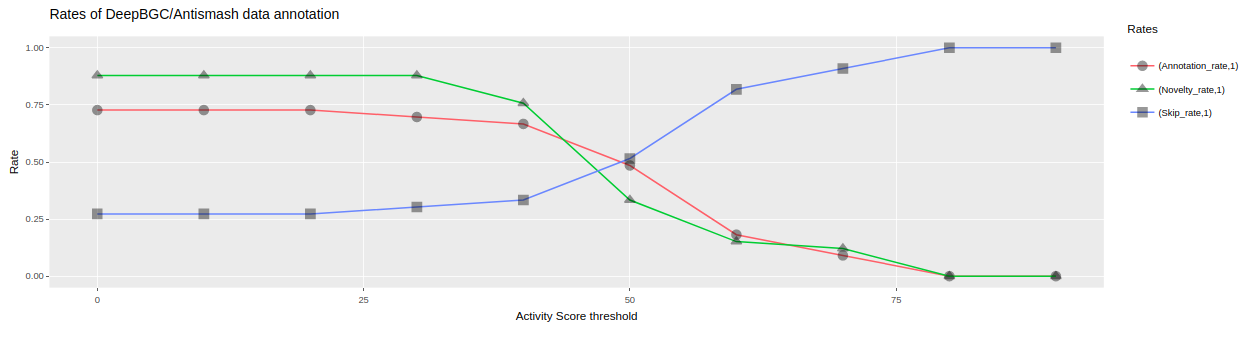 Rates of DeepBGC/Antismash data annotation
Rates
(Annotation_rate,1)
(Novelty_rate,1)
(Skip_rate,1)
Rate
1.00
0.75
0.50
0.25
0.00
0 25 50 75
Activity Score threshold